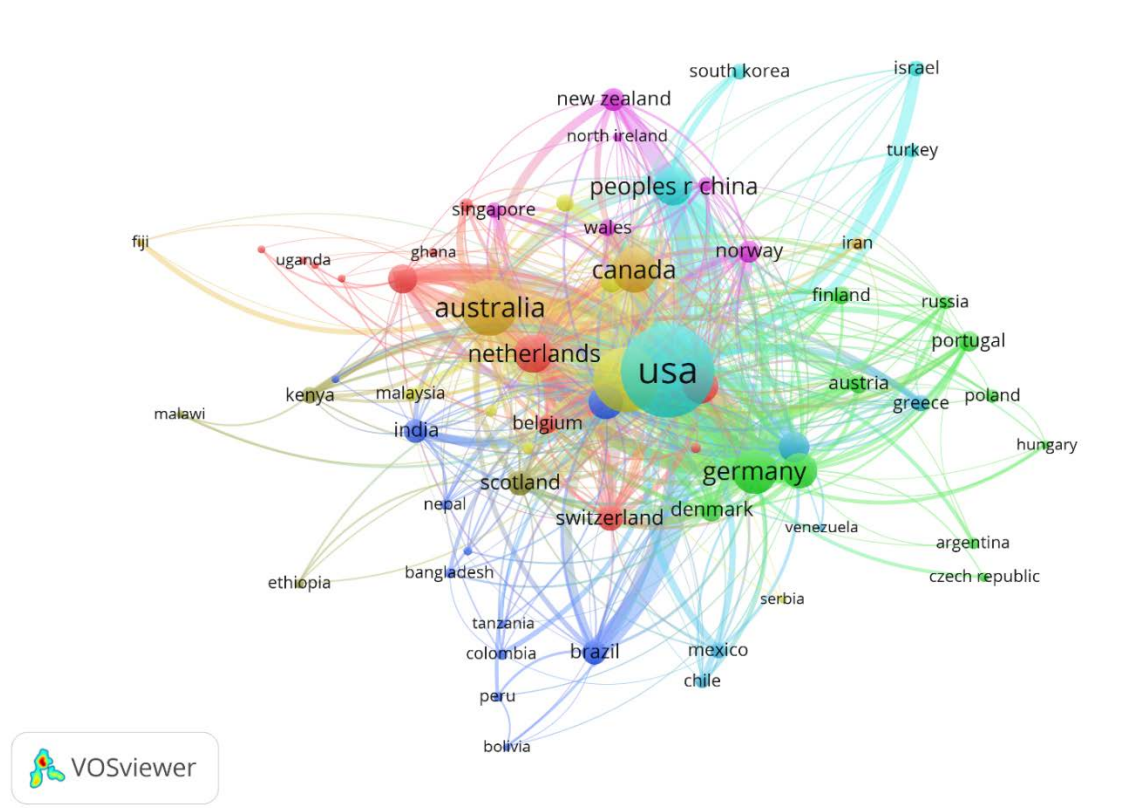 south korea
israel
new zealand
north ireland
turkey
peoples r china
singapore
wales
fiji
ghana
uganda
norway
iran
canada
finland
russia
australia
portugal
netherlands
usa
austria
kenya
malaysia
greece
poland
malawi
india
belgium
hungary
germany
scotland
nepal
switzerland
denmark
venezuela
argentina
bangladesh
czech republic
ethiopia
serbia
tanzania
colombia
brazil
mexico
chile
peru
bolivia
VOSviewer